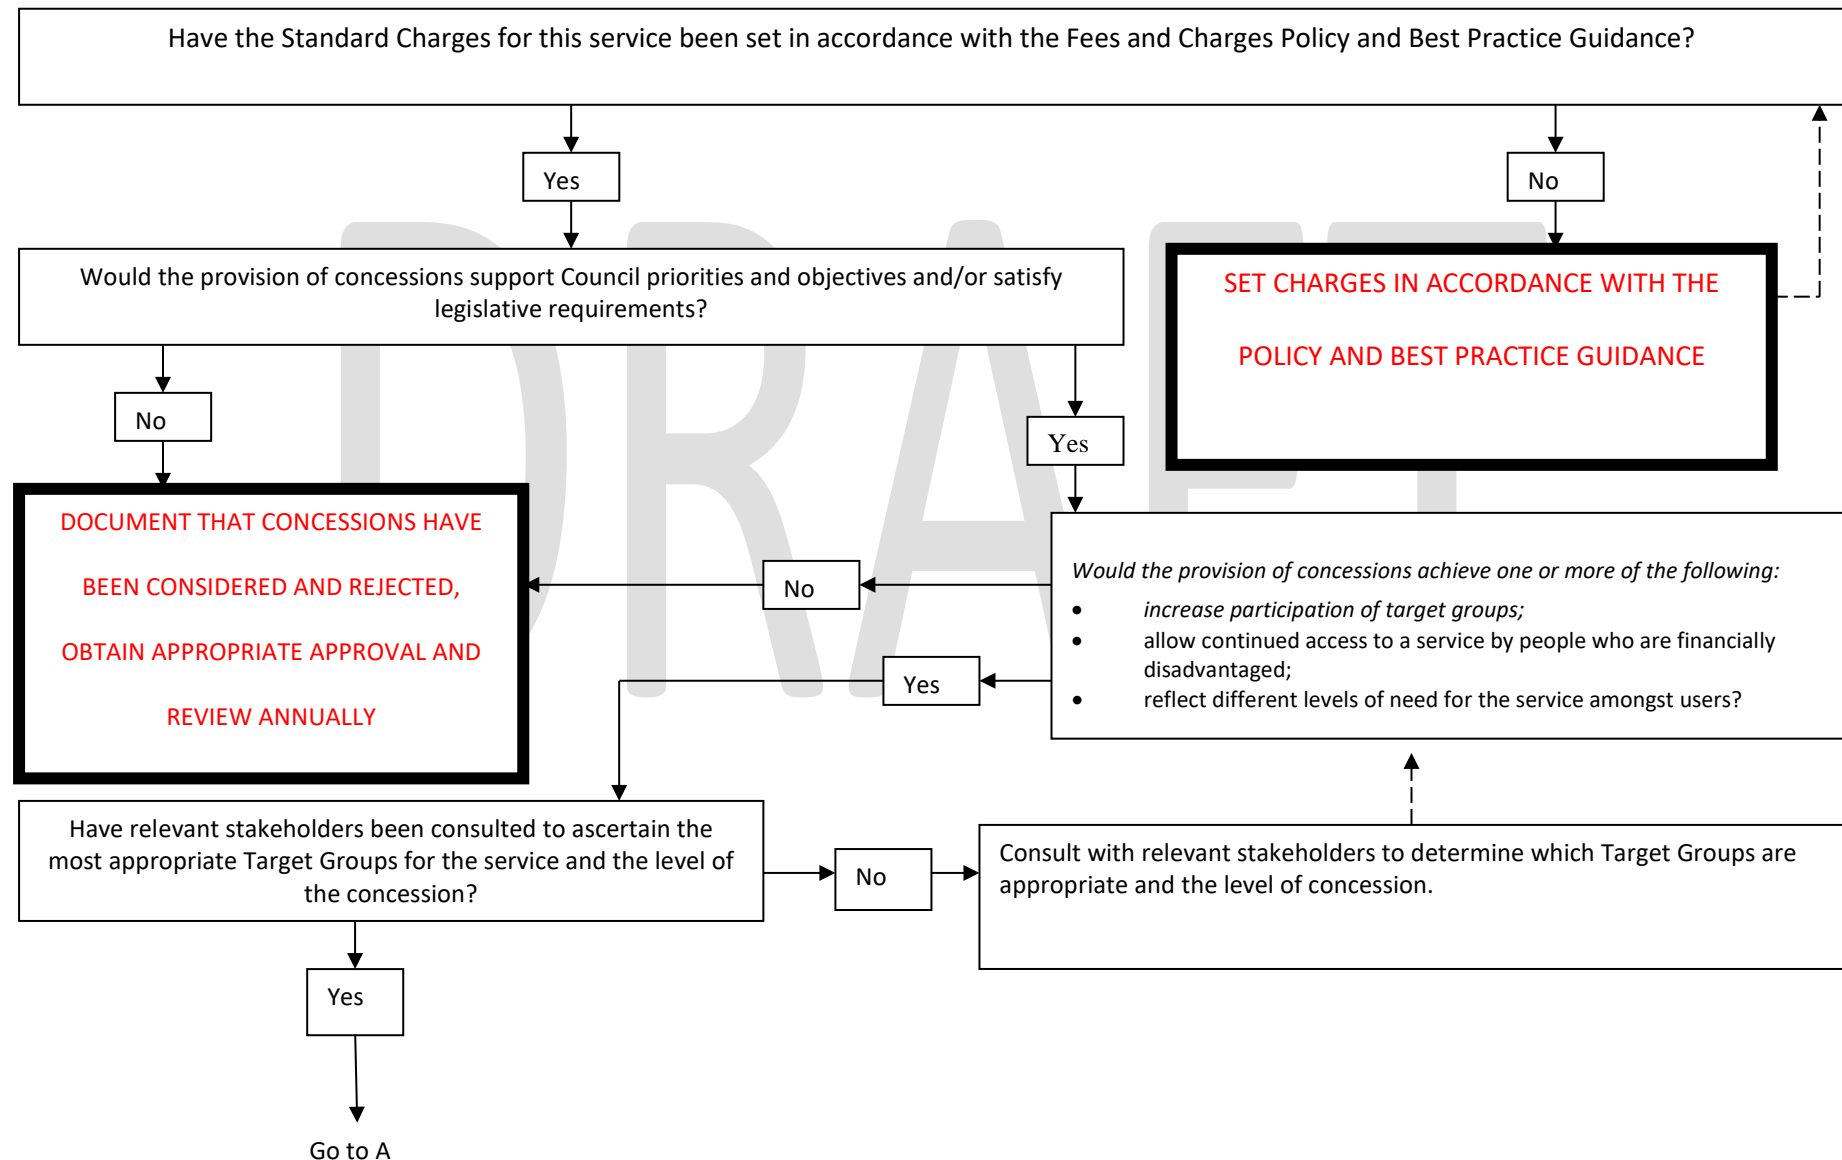 Have the Standard Charges for this service been set in accordance with the Fees and Charges Policy and Best Practice Guidance?
Yes
No
Would the provision of concessions support Council priorities and objectives and/or satisfy
legislative requirements?
SET CHARGES IN ACCORDANCE WITH THE
POLICY AND BEST PRACTICE GUIDANCE
No
Yes
DOCUMENT THAT CONCESSIONS HAVE
BEEN CONSIDERED AND REJECTED,
OBTAIN APPROPRIATE APPROVAL AND
REVIEW ANNUALLY
No
Yes
Would the provision of concessions achieve one or more of the following:
• increase participation of target groups;
• allow continued access to a service by people who are financially
disadvantaged;
• reflect different levels of need for the service amongst users?
Have relevant stakeholders been consulted to ascertain the
most appropriate Target Groups for the service and the level of
the concession?
No
Consult with relevant stakeholders to determine which Target Groups are
appropriate and the level of concession.
Yes
Go to A
DRAFT